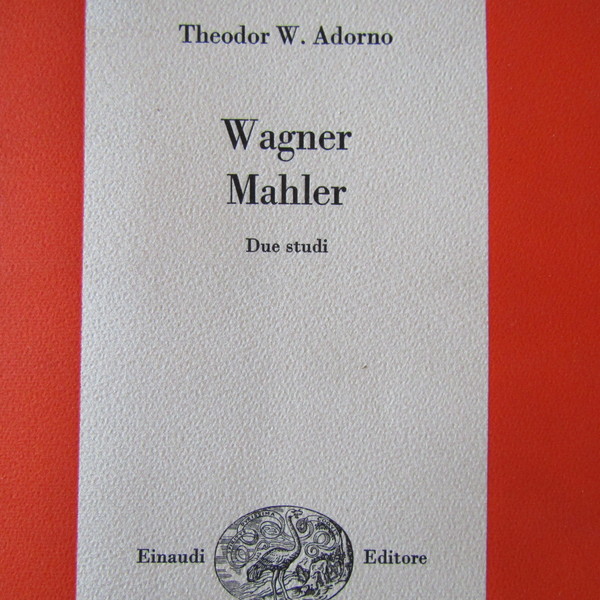 Theodor W. Adorno
Wagner
Mahler
Due studi
Einaudi Editore